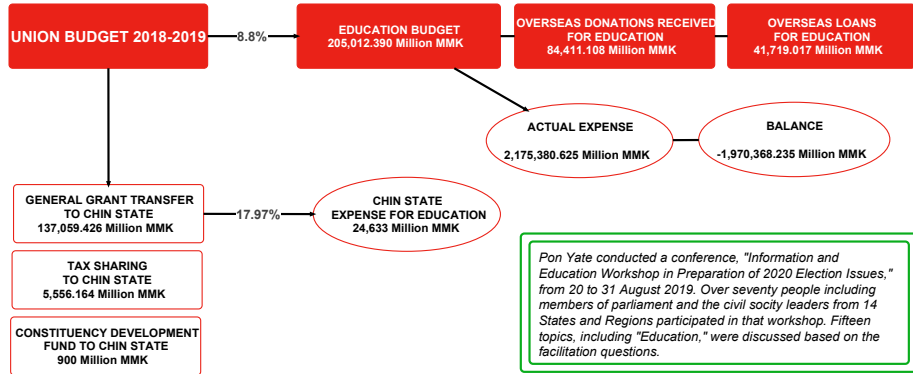 UNION BUDGET 2018-2019
8.8%
EDUCATION BUDGET
205,012.390 Million MMK
OVERSEAS DONATIONS RECEIVED
FOR EDUCATION
84,411.108 Million MMK
OVERSEAS LOANS
FOR EDUCATION
41,719.017 Million MMK
ACTUAL EXPENSE
2,175,380.625 Million MMK
BALANCE
-1,970,368.235 Million MMK
GENERAL GRANT TRANSFER
TO CHIN STATE
137,059.426 Million MMK
17.97%
CHIN STATE
EXPENSE FOR EDUCATION
24,633 Million MMK
TAX SHARING
TO CHIN STATE
5,556.164 Million MMK
CONSTITUENCY DEVELOPMENT
FUND TO CHIN STATE
900 Million MMK
Pon Yate conducted a conference, "Information and
Education Workshop in Preparation of 2020 Election Issues,"
from 20 to 31 August 2019. Over seventy people including
members of parliament and the civil socity leaders from 14
States and Regions participated in that workshop. Fifteen
topics, including "Education," were discussed based on the
facilitation questions.